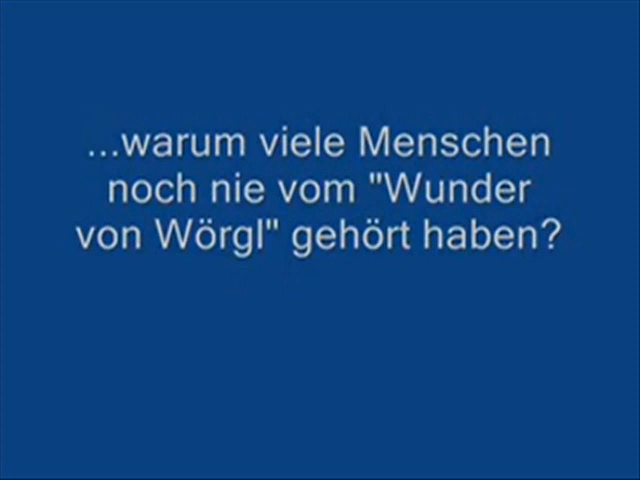 ...warum viele Menschen
noch nie vom "Wunder
von Wörgl" gehört haben?